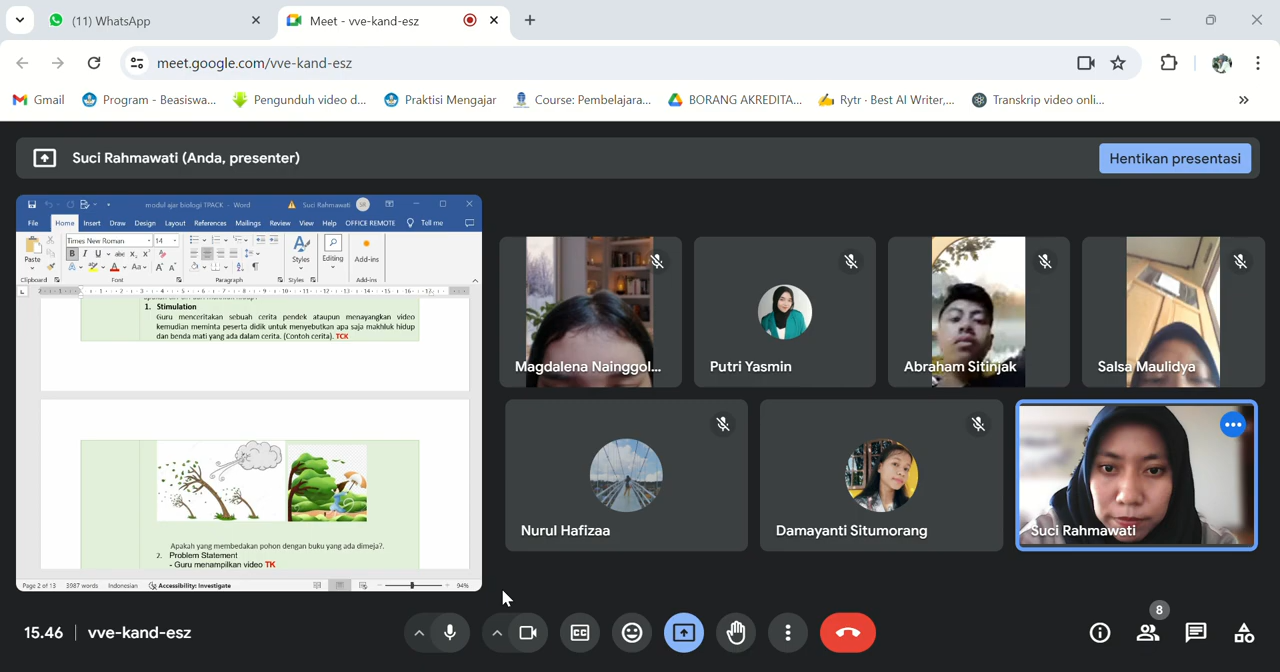 (11) WhatsApp
Meet - vve-kand-esz
meet.google.com/vve-kand-esz
Gmail
Program - Beasiswa...
Pengunduh video d...
Praktisi Mengajar
Course: Pembelajara...
BORANG AKREDITA...
Rytr - Best AI Writer,...
Transkrip video onli...
Suci Rahmawati (Anda, presenter)
Hentikan presentasi
modul ajar biologi TPACK - Word
Suci Rahmawati
File Home Insert Draw Design Layout References Mailings Review View Help OFFICE REMOTE Tell me
Times New Roman 14
Paste
Styles
Editing
Add-ins
Clipboard Font Paragraph Styles Add-ins
1. Stimulation
Guru menceritakan sebuah cerita pendek ataupun menayangkan video
kemudian meminta peserta didik untuk menyebutkan apa saja makhluk hidup
dan benda mati yang ada dalam cerita. (Contoh cerita). TCX
Apakah yang membedakan pohon dengan buku yang ada dimeja?.
2. Problem Statement
- Guru menampilkan video TK
Page 2 of 13 3987 words Indonesian Accessibility: Investigate 94%
Magdalena Nainggol...
Putri Yasmin
Abraham Sitinjak
Salsa Maulidya
Nurul Hafizaa
Damayanti Situmorang
Suci Rahmawati
15.46 vve-kand-esz
8